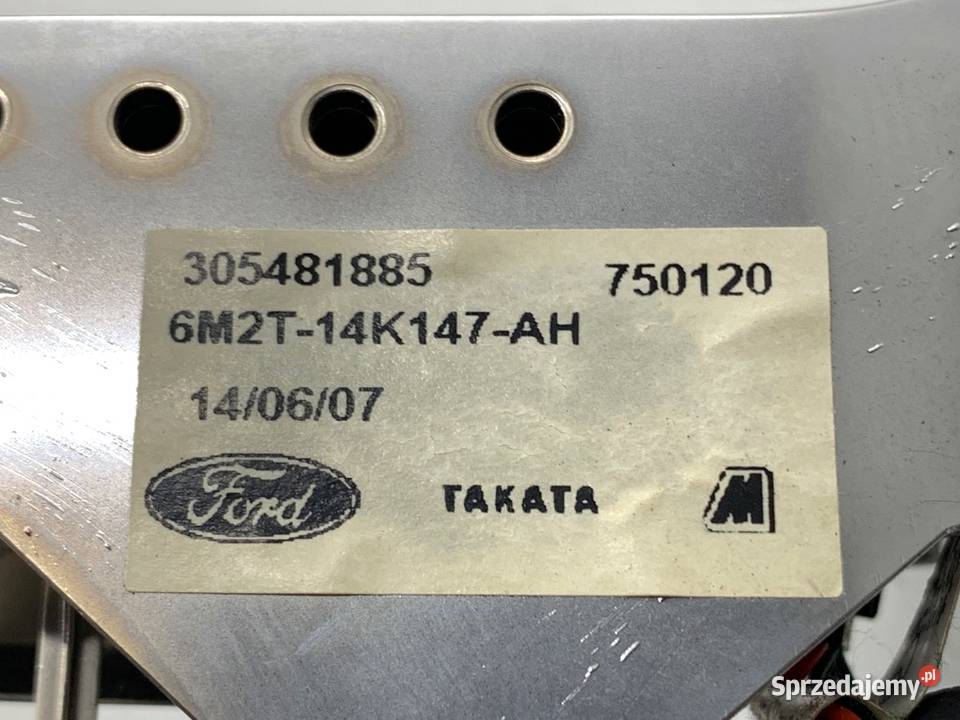 305481885 750120
6M2T-14K147-AH
14/06/07
Ford TAKATA M
Sprzedajemy.pl